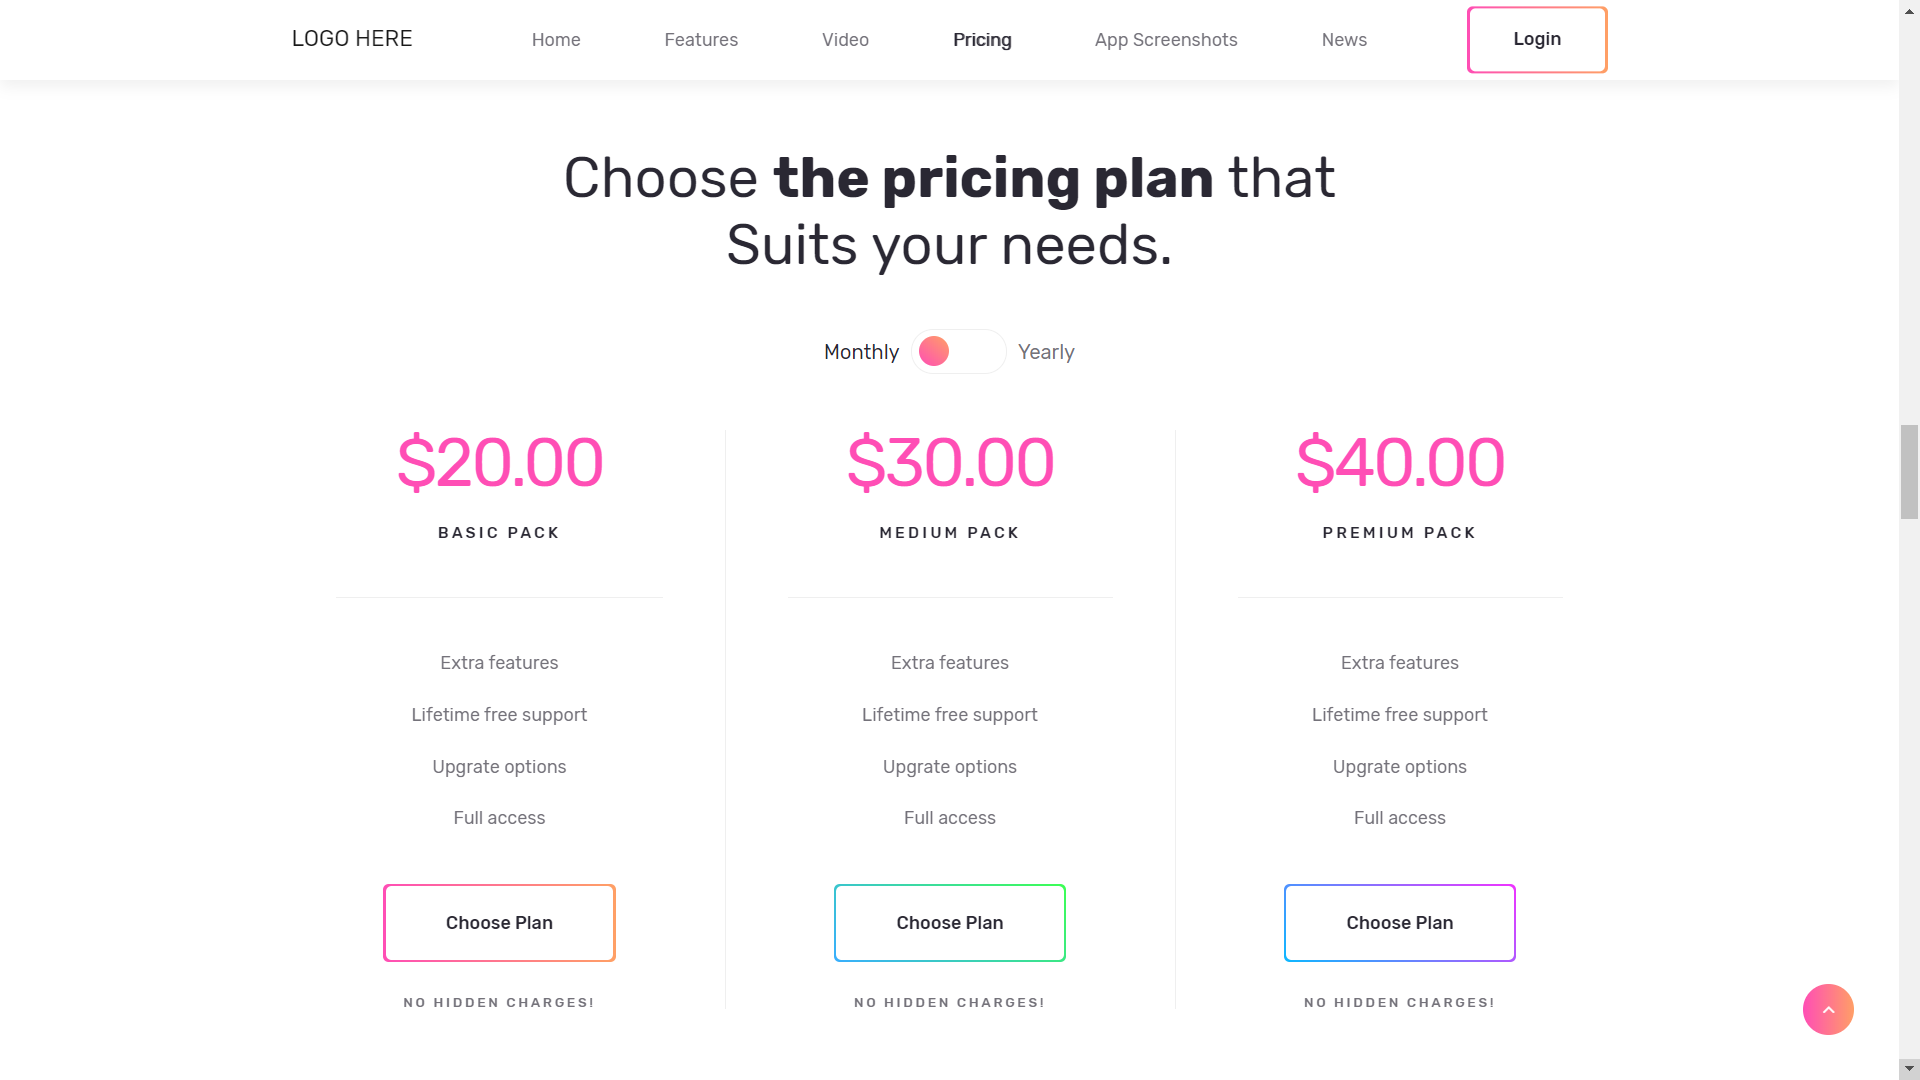 LOGO HERE
Home
Features
Video
Pricing
App Screenshots
News
Login
Choose the pricing plan that
Suits your needs.
Monthly
Yearly
$20.00
BASIC PACK
Extra features
Lifetime free support
Upgrate options
Full access
Choose Plan
NO HIDDEN CHARGES!
$30.00
MEDIUM PACK
Extra features
Lifetime free support
Upgrate options
Full access
Choose Plan
NO HIDDEN CHARGES!
$40.00
PREMIUM PACK
Extra features
Lifetime free support
Upgrate options
Full access
Choose Plan
NO HIDDEN CHARGES!